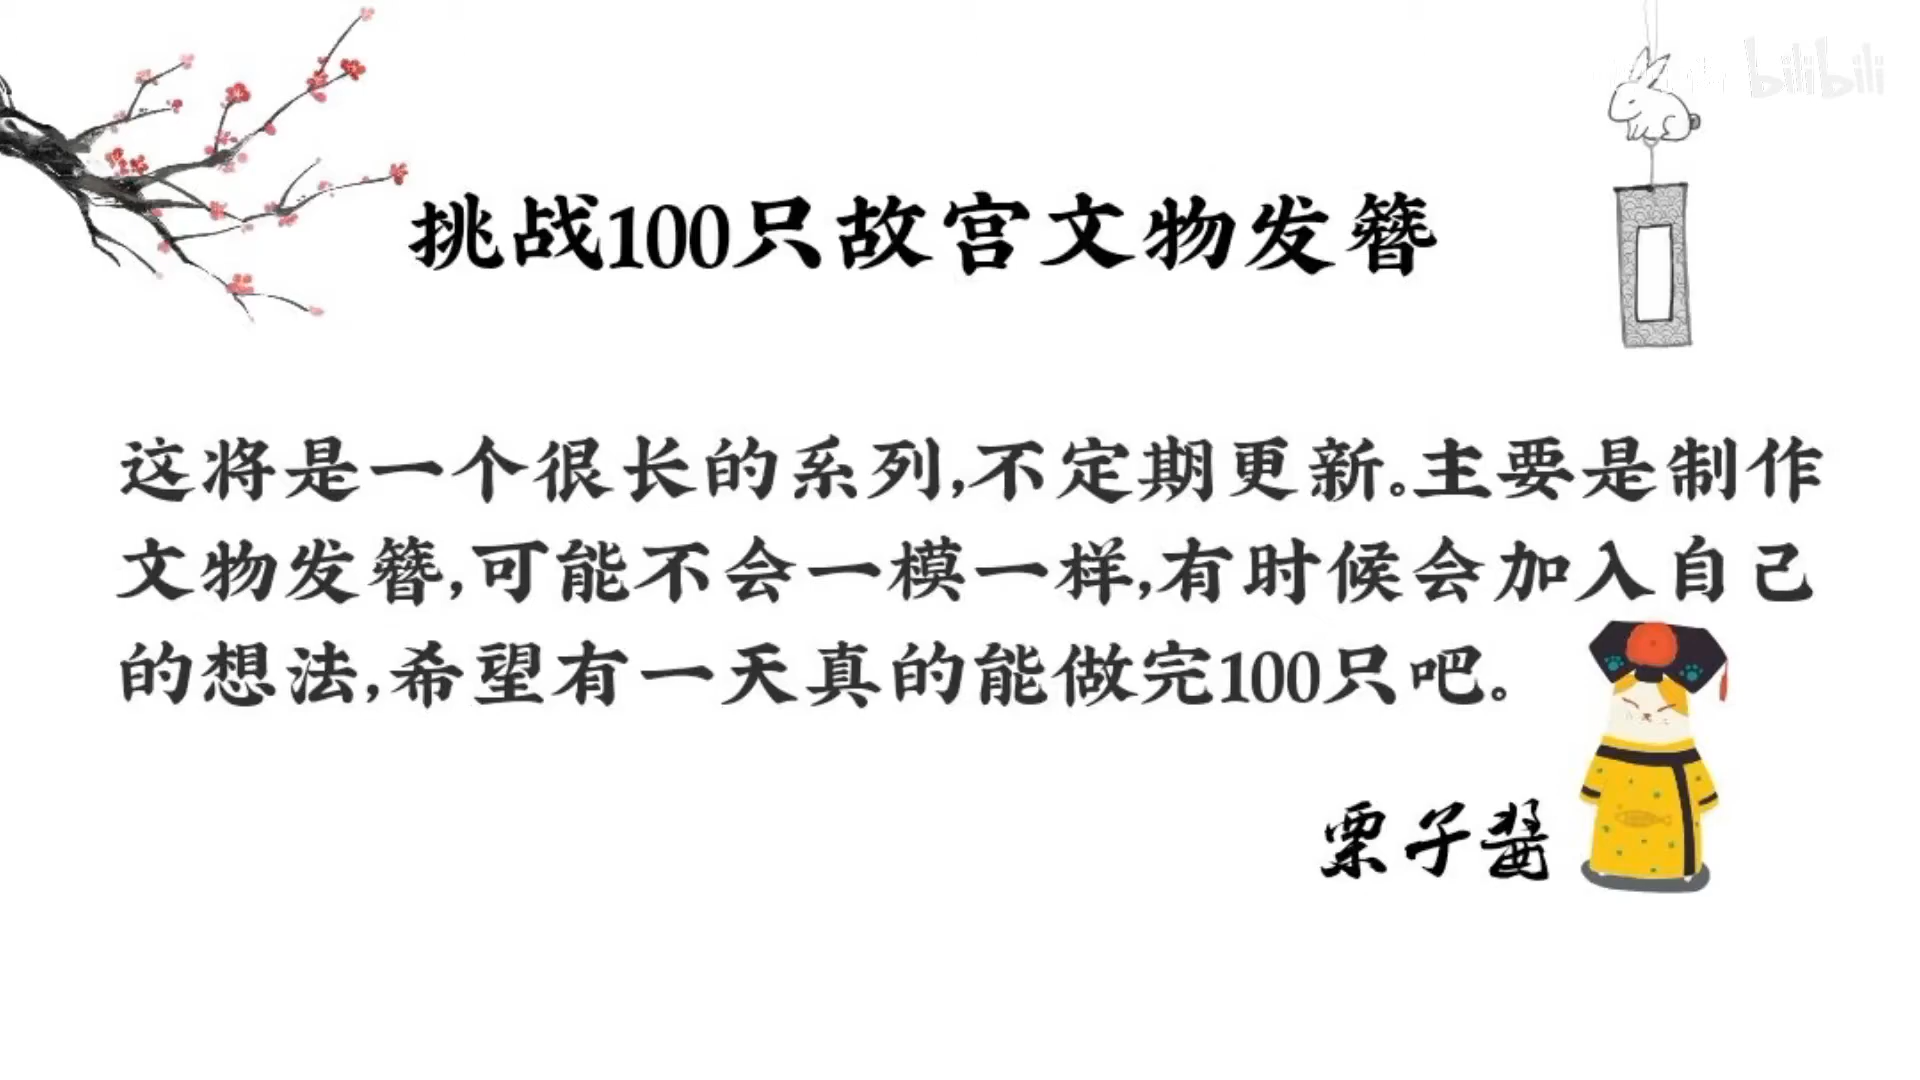 bilibili
挑战100只故宫文物发簪
这将是一个很长的系列,不定期更新。主要是制作
文物发簪,可能不会一模一样,有时候会加入自己
的想法,希望有一天真的能做完100只吧。
栗子醬